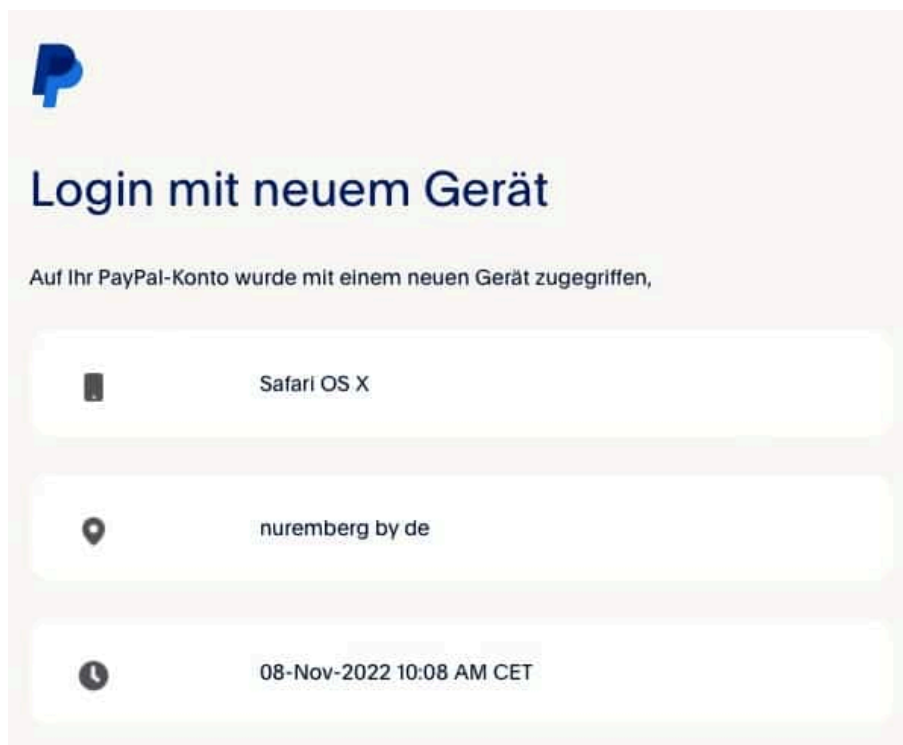 Login mit neuem Gerät
Auf Ihr PayPal-Konto wurde mit einem neuen Gerät zugegriffen,
Safari OS X
nuremberg by de
08-Nov-2022 10:08 AM CET